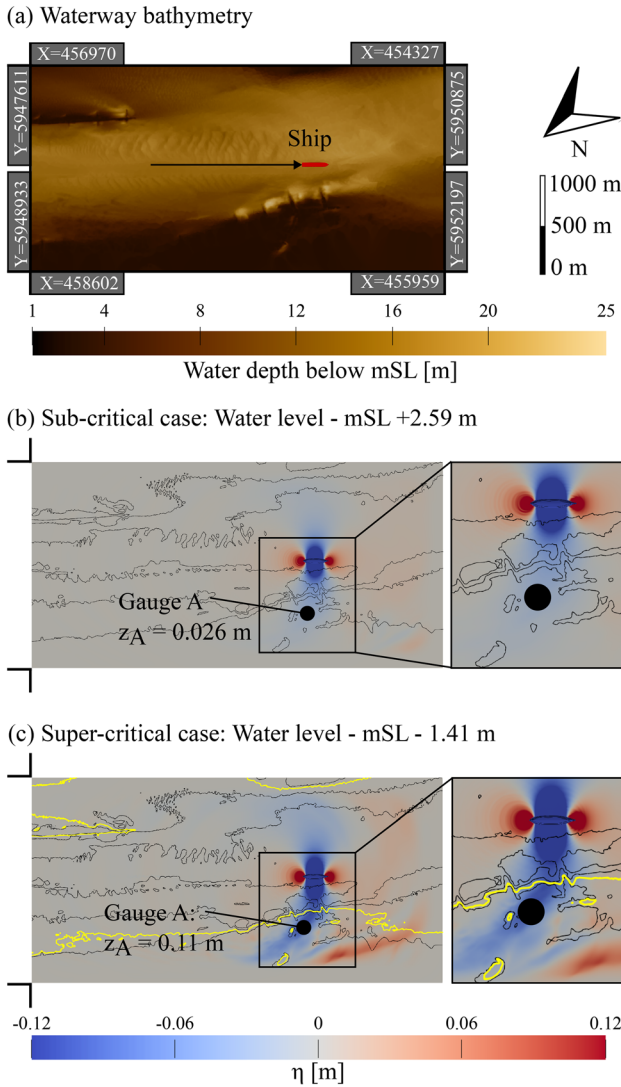 (a) Waterway bathymetry
X=456970
X=454327
Y=5947611
Y=5950875
Ship
N
Y=5948933
Y=5952197
1000 m
500 m
0 m
X=458602
X=455959
1 4 8 12 16 20 25
Water depth below mSL [m]
(b) Sub-critical case: Water level - mSL +2.59 m
Gauge A
zA = 0.026 m
(c) Super-critical case: Water level - mSL - 1.41 m
Gauge A:
zA = 0.11 m
-0.12 -0.06 0 0.06 0.12
η [m]